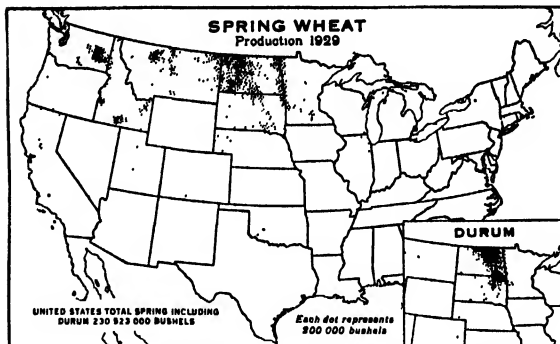 SPRING WHEAT
Production 1929
DURUM
UNITED STATES TOTAL SPRING INCLUDING
DURUM 230 523 000 BUSHELS
Each dot represents
200 000 bushels